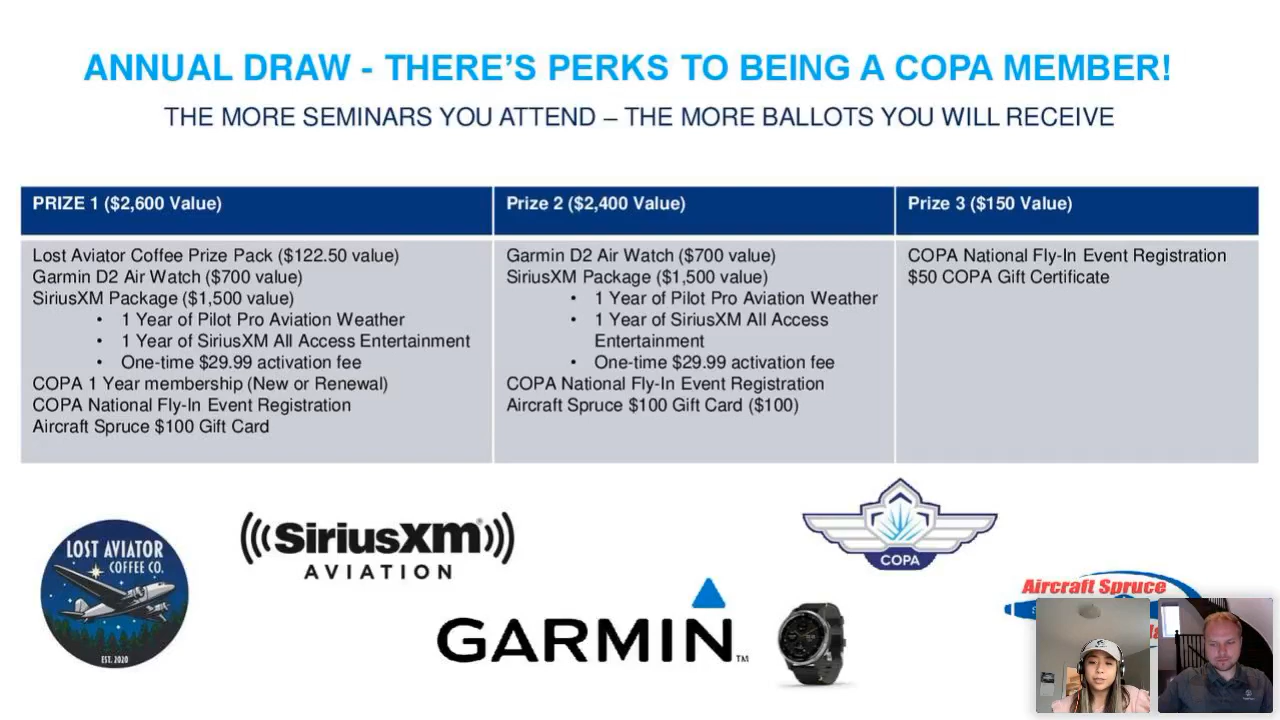 ANNUAL DRAW - THERE'S PERKS TO BEING A COPA MEMBER!
THE MORE SEMINARS YOU ATTEND – THE MORE BALLOTS YOU WILL RECEIVE
PRIZE 1 ($2,600 Value)
Lost Aviator Coffee Prize Pack ($122.50 value)
Garmin D2 Air Watch ($700 value)
SiriusXM Package ($1,500 value)
• 1 Year of Pilot Pro Aviation Weather
• 1 Year of SiriusXM All Access Entertainment
• One-time $29.99 activation fee
COPA 1 Year membership (New or Renewal)
COPA National Fly-In Event Registration
Aircraft Spruce $100 Gift Card
Prize 2 ($2,400 Value)
Garmin D2 Air Watch ($700 value)
SiriusXM Package ($1,500 value)
• 1 Year of Pilot Pro Aviation Weather
• 1 Year of SiriusXM All Access
Entertainment
• One-time $29.99 activation fee
COPA National Fly-In Event Registration
Aircraft Spruce $100 Gift Card ($100)
Prize 3 ($150 Value)
COPA National Fly-In Event Registration
$50 COPA Gift Certificate
LOST AVIATOR
COFFEE CO.
EST. 2020
((SiriusXM®))
AVIATION
GARMIN™
COPA
Aircraft Spruce